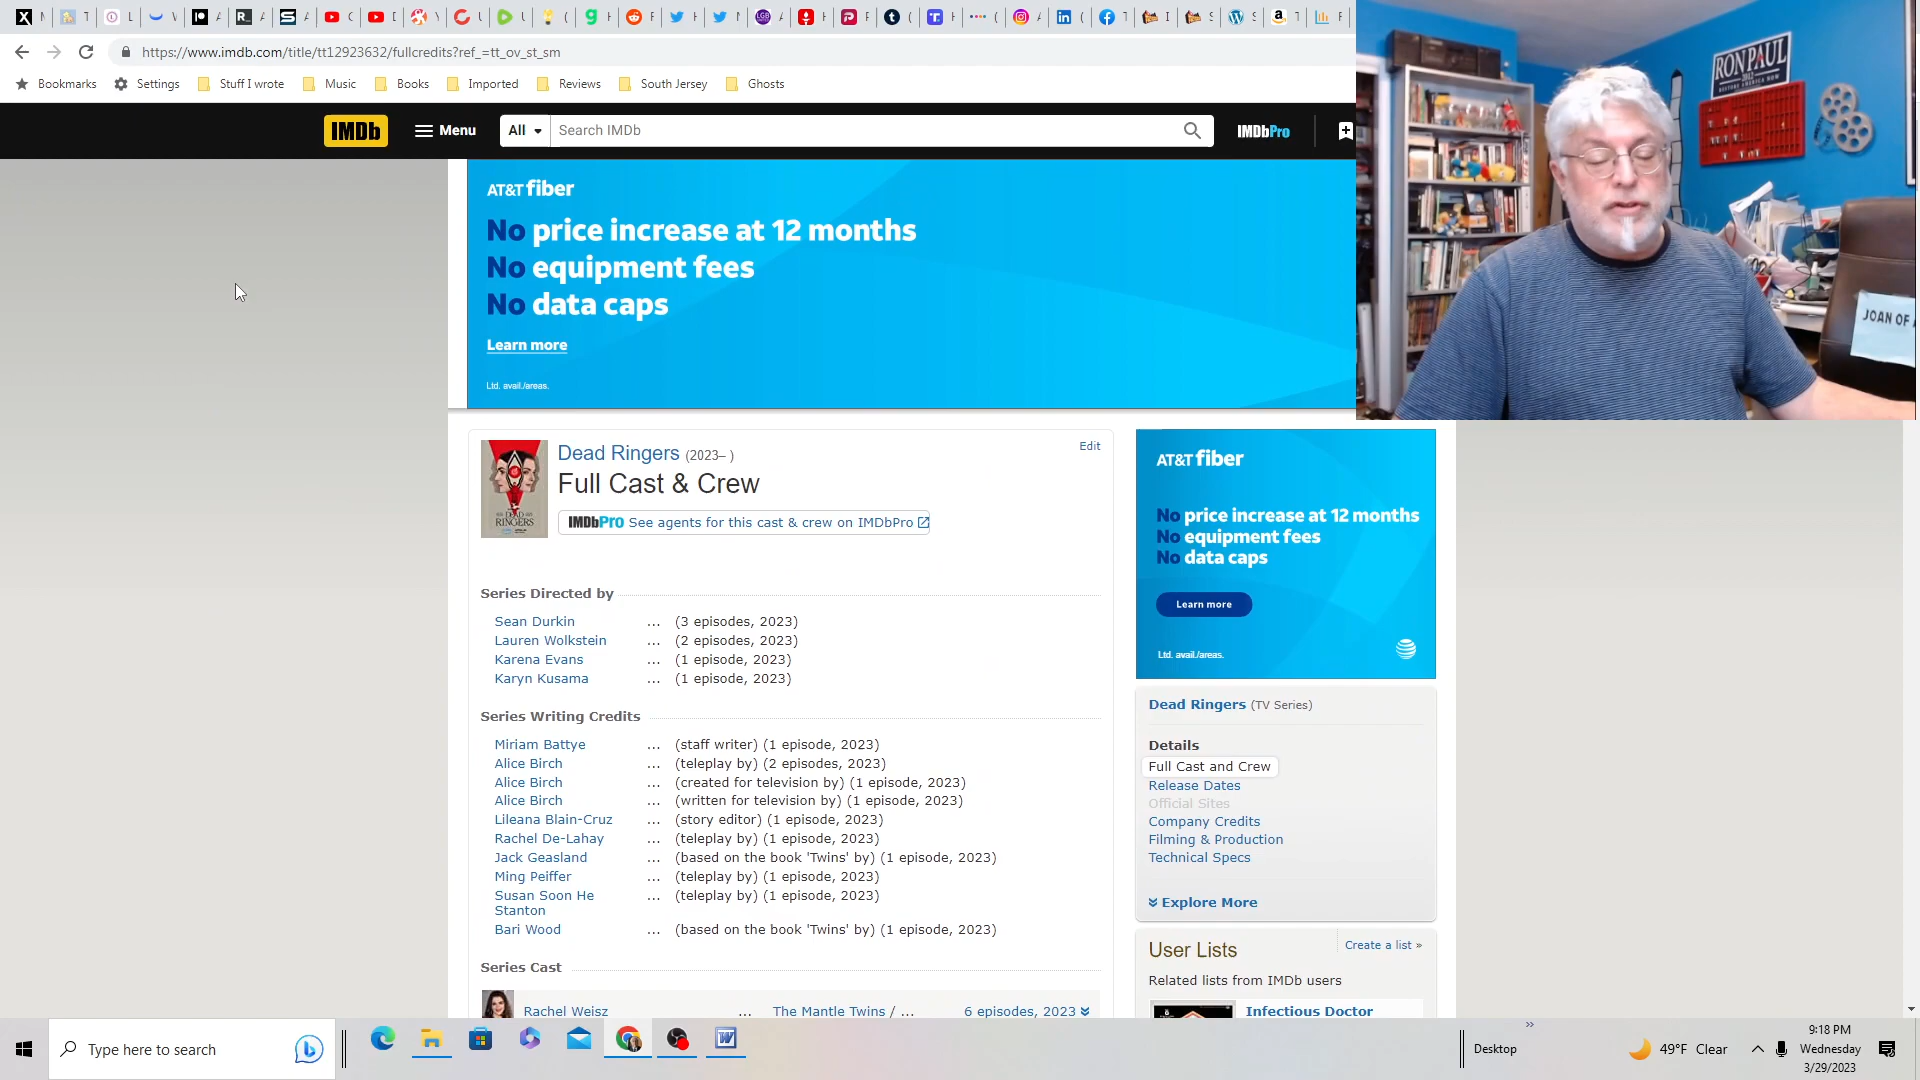 https://www.imdb.com/title/tt12923632/fullcredits?ref_=tt_ov_st_sm
Bookmarks Settings Stuff I wrote Music Books Imported Reviews South Jersey Ghosts
IMDb Menu All Search IMDb IMDbPro
AT&T fiber
No price increase at 12 months
No equipment fees
No data caps
Learn more
Ltd. avail./areas.
RON PAUL
2012
RESTORE AMERICA NOW
JOAN OF
Dead Ringers (2023– )
Edit
Full Cast & Crew
IMDbPro See agents for this cast & crew on IMDbPro
DEAD
RINGERS
Series Directed by
Sean Durkin ... (3 episodes, 2023)
Lauren Wolkstein ... (2 episodes, 2023)
Karena Evans ... (1 episode, 2023)
Karyn Kusama ... (1 episode, 2023)
Series Writing Credits
Miriam Battye ... (staff writer) (1 episode, 2023)
Alice Birch ... (teleplay by) (2 episodes, 2023)
Alice Birch ... (created for television by) (1 episode, 2023)
Alice Birch ... (written for television by) (1 episode, 2023)
Lileana Blain-Cruz ... (story editor) (1 episode, 2023)
Rachel De-Lahay ... (teleplay by) (1 episode, 2023)
Jack Geasland ... (based on the book 'Twins' by) (1 episode, 2023)
Ming Peiffer ... (teleplay by) (1 episode, 2023)
Susan Soon He ... (teleplay by) (1 episode, 2023)
Stanton
Bari Wood ... (based on the book 'Twins' by) (1 episode, 2023)
Series Cast
Rachel Weisz ... The Mantle Twins / ... 6 episodes, 2023
AT&T fiber
No price increase at 12 months
No equipment fees
No data caps
Learn more
Ltd. avail./areas.
Dead Ringers (TV Series)
Details
Full Cast and Crew
Release Dates
Official Sites
Company Credits
Filming & Production
Technical Specs
Explore More
User Lists
Create a list »
Related lists from IMDb users
Infectious Doctor
Type here to search
Desktop
49°F Clear
9:18 PM
Wednesday
3/29/2023